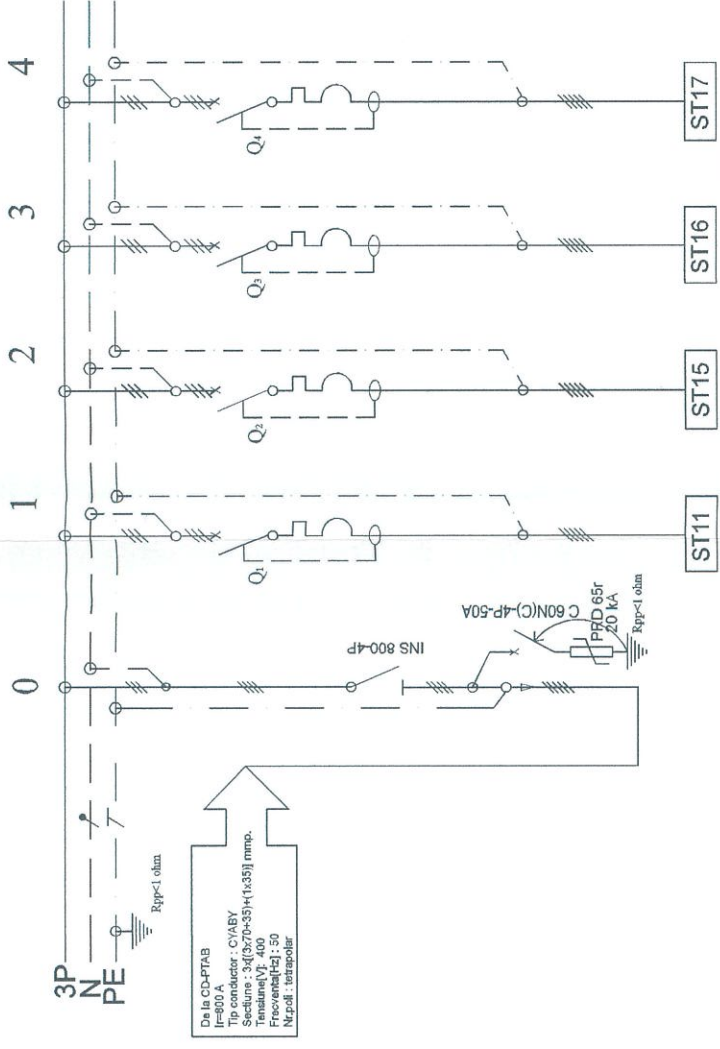 0 1 2 3 4
3P
N
PE
Rpp<1 ohm
De la CD-PTAB
Ir=800 A
Tip conductor : CYABY
Sectiune : 3x[(3x70+35)+(1x35)] mmp.
Tensiune[V]: 400
Frecventa[Hz] : 50
Nr.poli : tetrapolar
INS 800-4P
C 60N(C)-4P-50A
PRD 65r
20 kA
Rpp<1 ohm
Q1
Q2
Q3
Q4
ST11
ST15
ST16
ST17